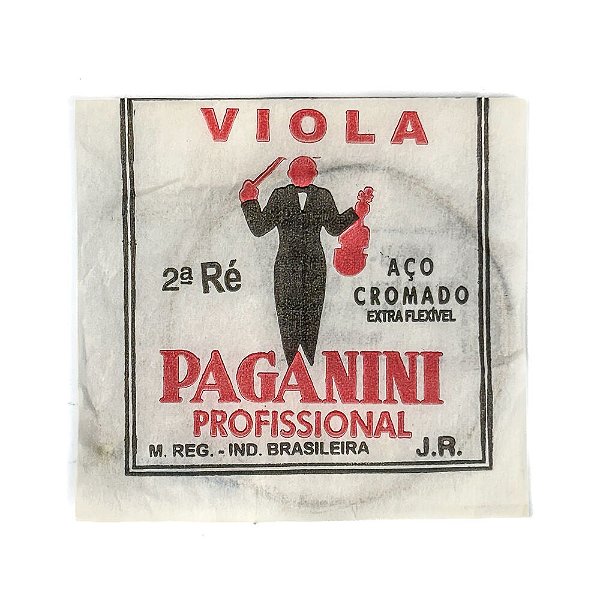 VIOLA
2ª Ré
AÇO
CROMADO
EXTRA FLEXÍVEL
PAGANINI
PROFISSIONAL
M. REG. - IND. BRASILEIRA J.R.